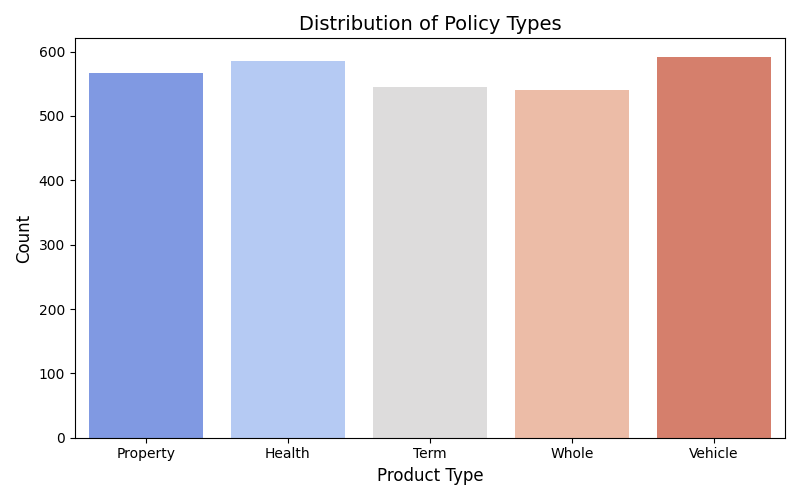 Distribution of Policy Types
600
500
400
300
200
100
0
Count
Property Health Term Whole Vehicle
Product Type